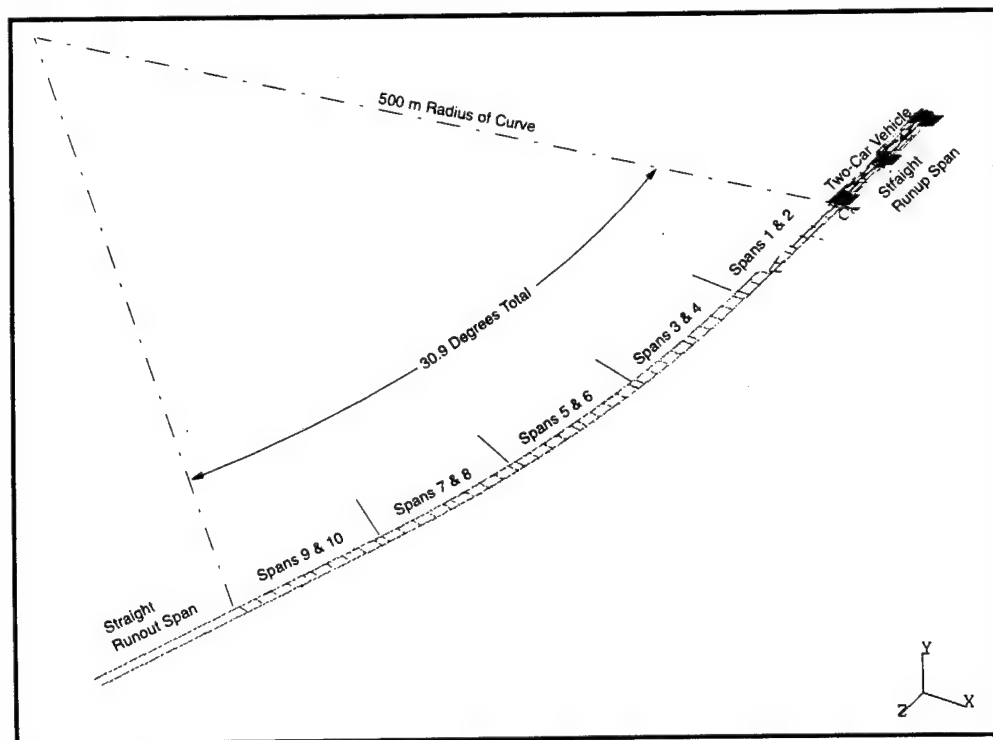 500 m Radius of Curve
Two-Car Vehicle
Straight
Runup Span
Spans 1 & 2
30.9 Degrees Total
Spans 3 & 4
Spans 5 & 6
Spans 7 & 8
Spans 9 & 10
Straight
Runout Span
Y
Z
X